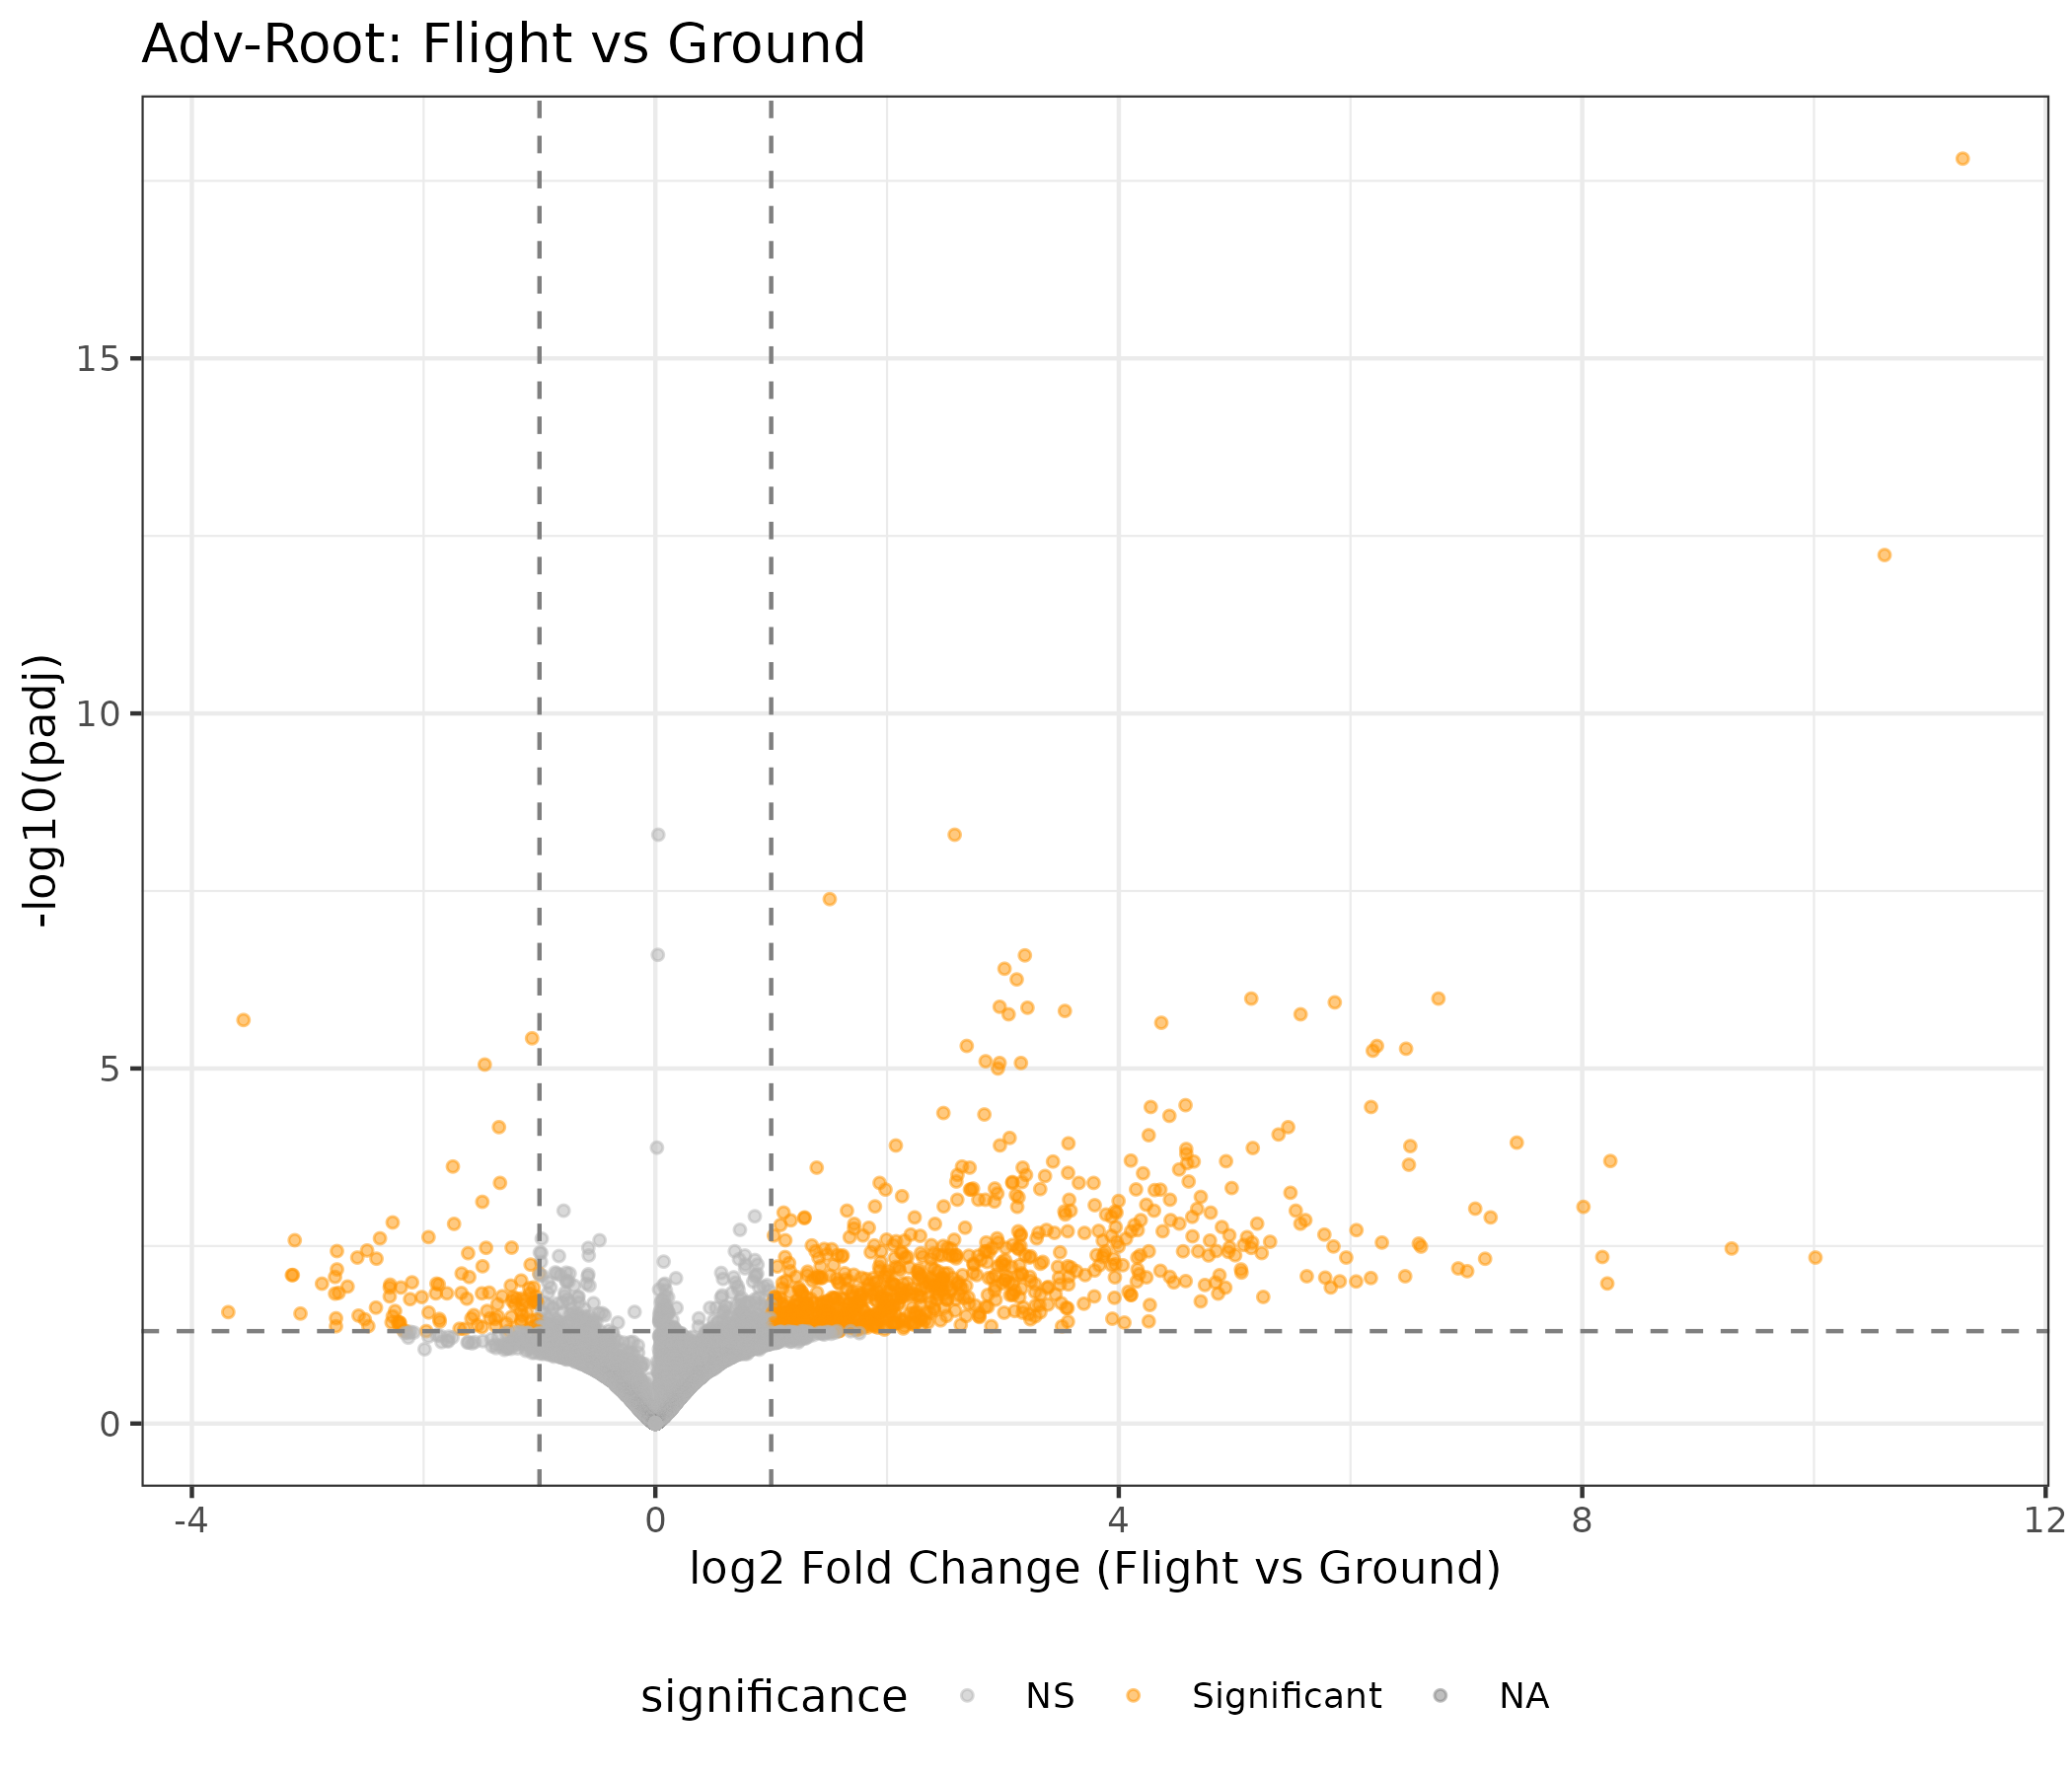 Adv-Root: Flight vs Ground
-log10(padj)
15
10
5
0
-4 0 4 8 12
log2 Fold Change (Flight vs Ground)
significance NS Significant NA